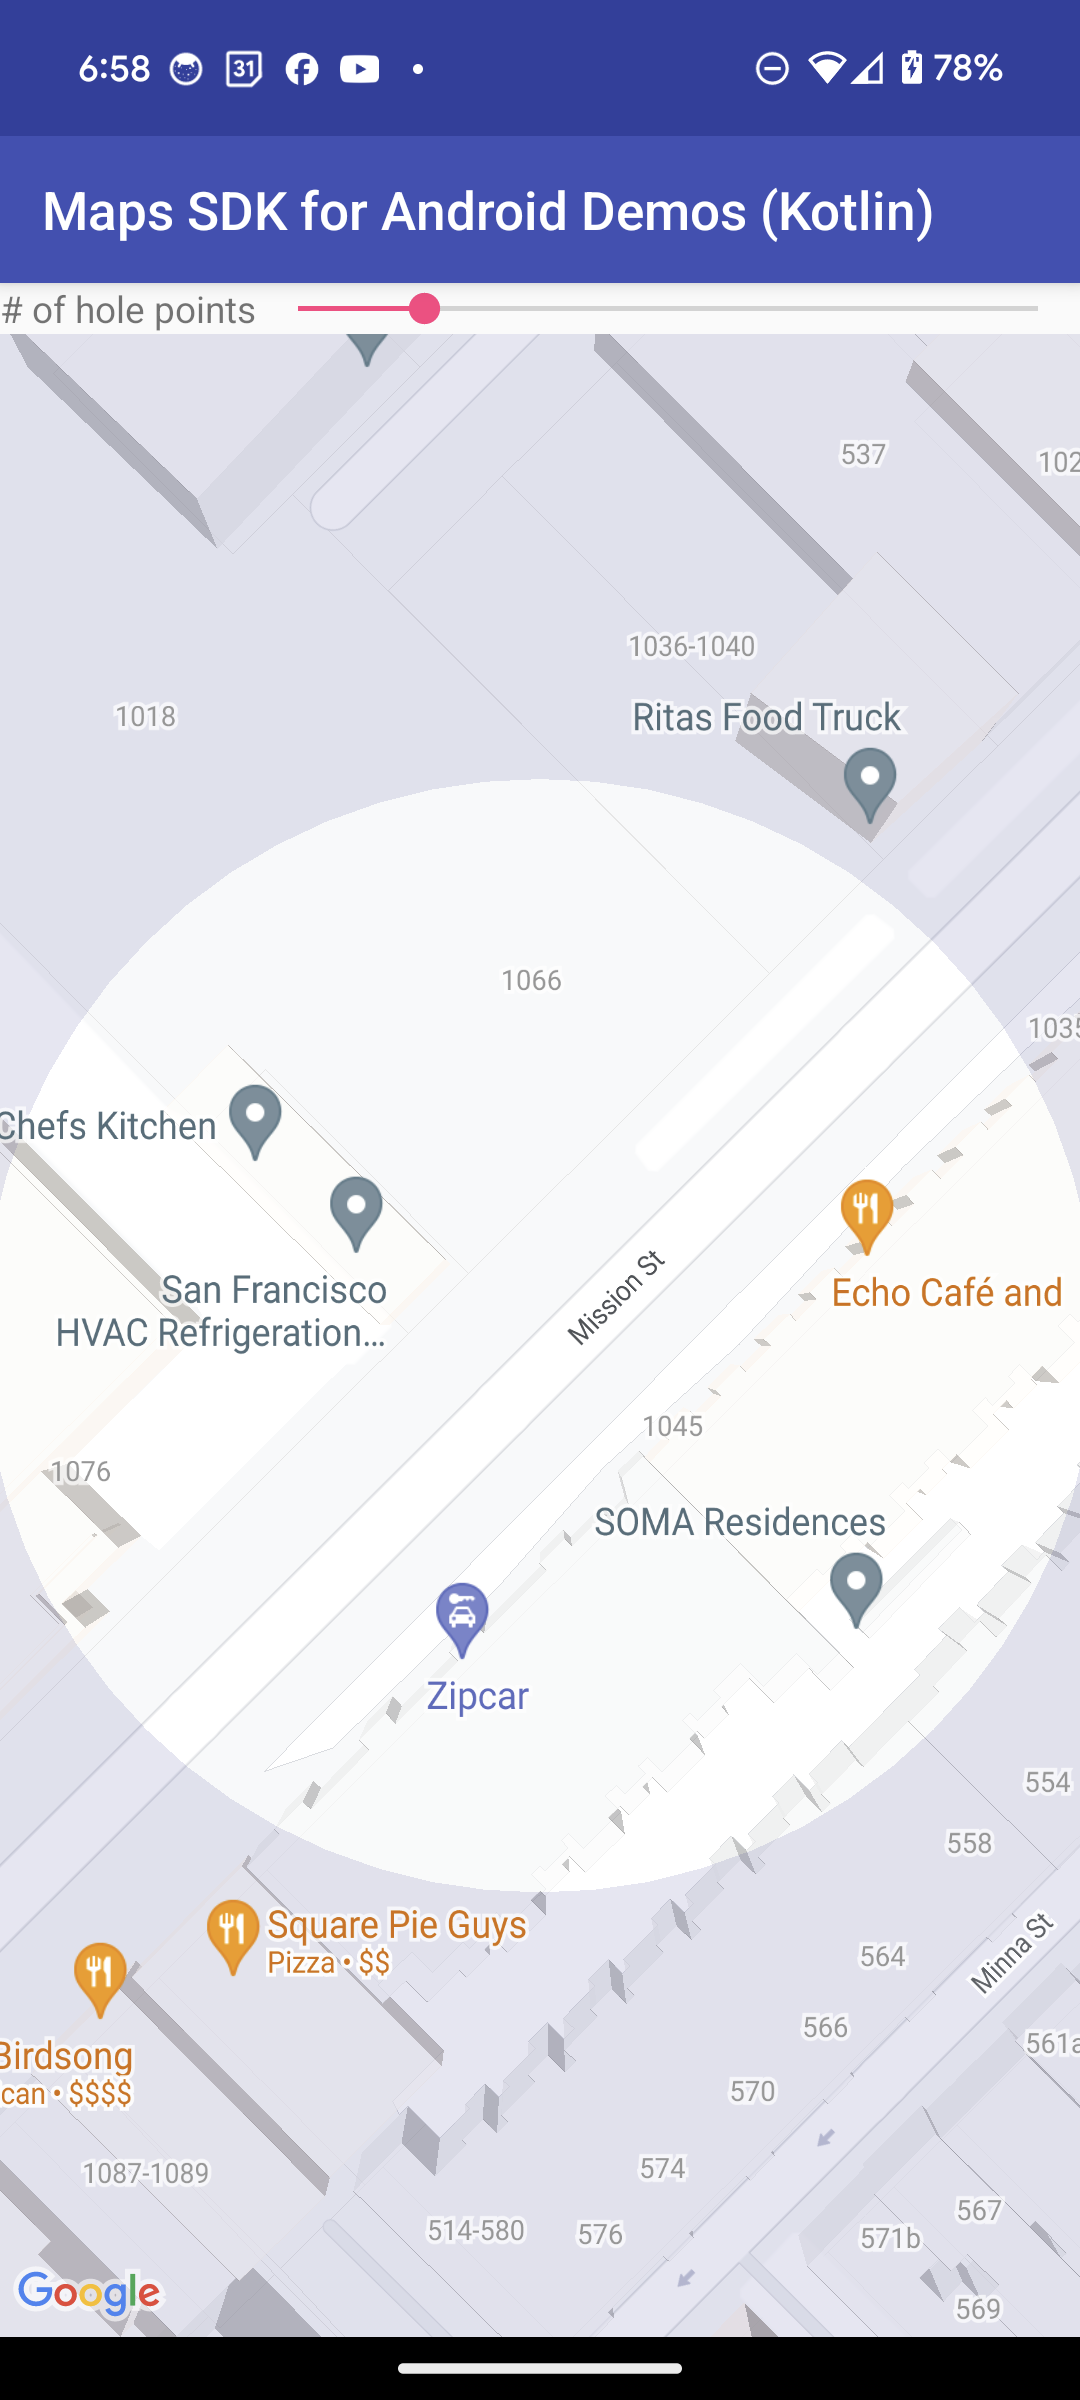 6:58
31
78%
Maps SDK for Android Demos (Kotlin)
# of hole points
537
102
1036-1040
1018
Ritas Food Truck
1066
1035
Chefs Kitchen
San Francisco
HVAC Refrigeration...
Mission St
Echo Café and
1045
1076
SOMA Residences
Zipcar
554
558
Square Pie Guys
Pizza • $$
564
Minna St
566
561a
Birdsong
can • $$$$
570
1087-1089
574
514-580
576
567
571b
569
Google